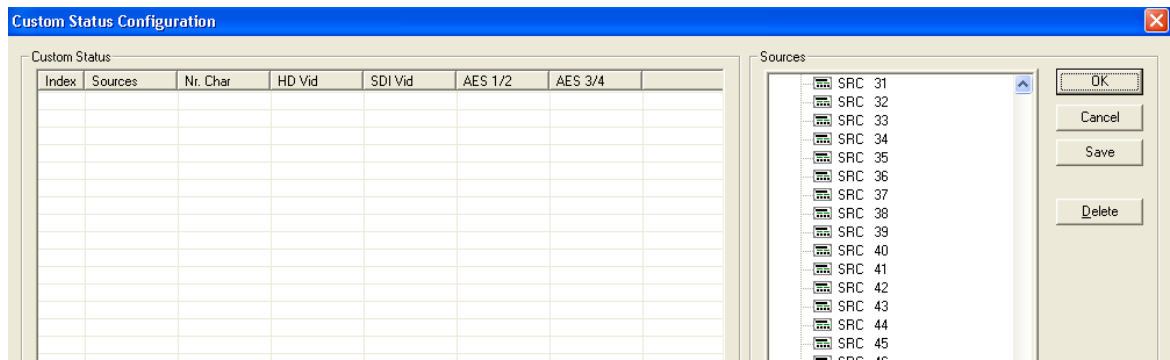 Custom Status Configuration
Custom Status
Index Sources Nr. Char HD Vid SDI Vid AES 1/2 AES 3/4
Sources
SRC 31
SRC 32
SRC 33
SRC 34
SRC 35
SRC 36
SRC 37
SRC 38
SRC 39
SRC 40
SRC 41
SRC 42
SRC 43
SRC 44
SRC 45
SRC 46
OK
Cancel
Save
Delete